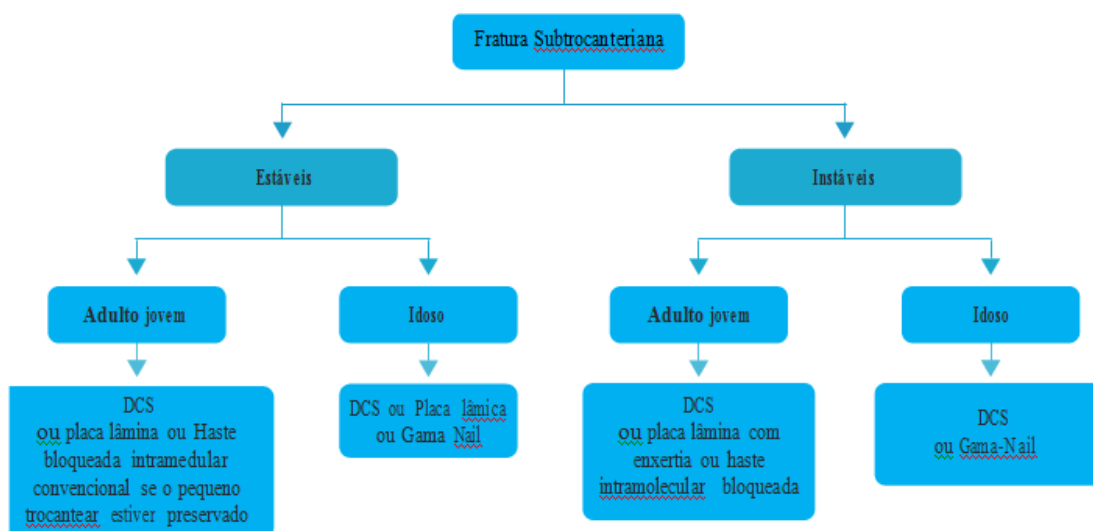 Fratura Subtrocanteriana
Estáveis
Instáveis
Adulto jovem
Idoso
Adulto jovem
Idoso
DCS
ou placa lâmina ou Haste
bloqueada intramedular
convencional se o pequeno
trocantear estiver preservado
DCS ou Placa lâmica
ou Gama Nail
DCS
ou placa lâmina com
enxertia ou haste
intramolecular bloqueada
DCS
ou Gama-Nail